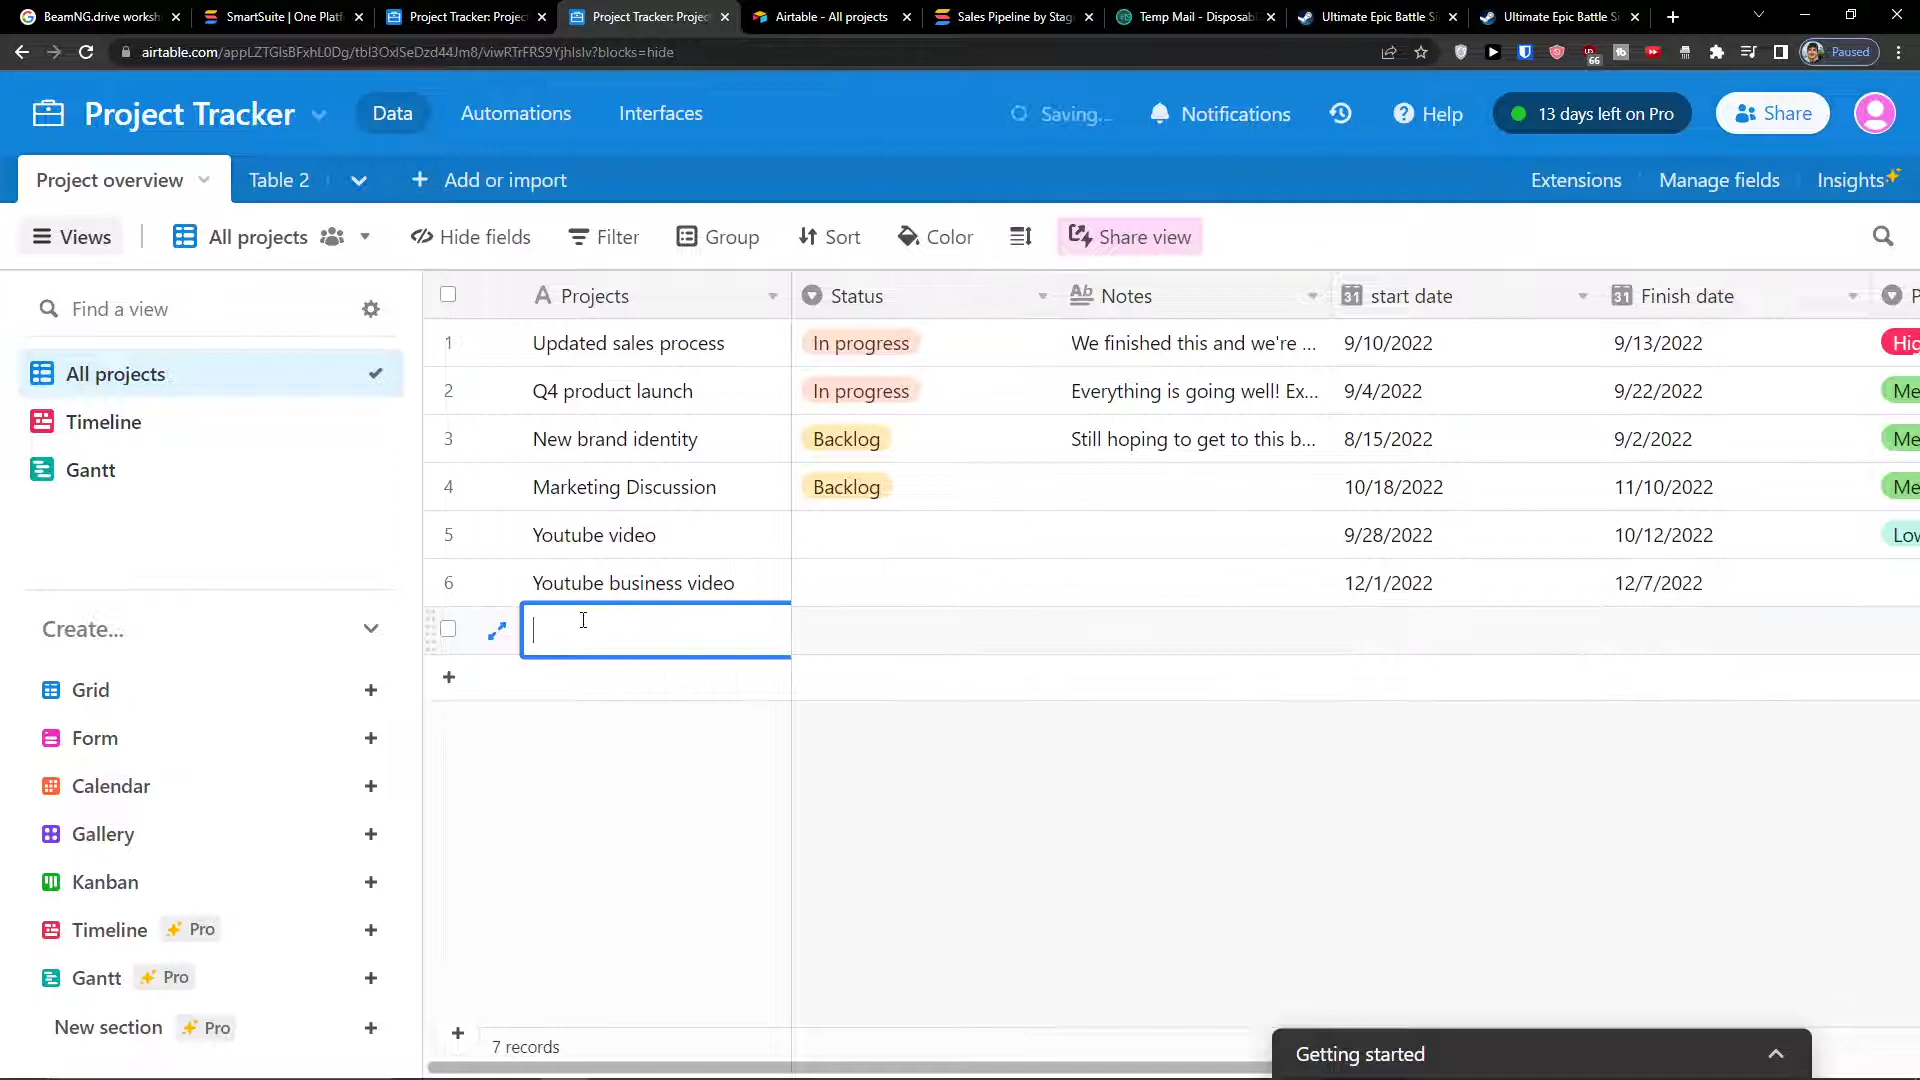 BeamNG.drive worksh
SmartSuite | One Platf
Project Tracker: Projec
Project Tracker: Projec
Airtable - All projects
Sales Pipeline by Stag
Temp Mail - Disposab
Ultimate Epic Battle Si
Ultimate Epic Battle Si
airtable.com/appLZTGlsBFxhL0Dg/tbl3OxlSeDzd44Jm8/viwRTrFRS9Yjhlslv?blocks=hide
66
Paused
Project Tracker
Data
Automations
Interfaces
Saving...
Notifications
Help
13 days left on Pro
Share
Project overview
Table 2
Add or import
Extensions
Manage fields
Insights
Views
All projects
Hide fields
Filter
Group
Sort
Color
Share view
Find a view
All projects
Timeline
Gantt
Create...
Grid
Form
Calendar
Gallery
Kanban
Timeline Pro
Gantt Pro
New section Pro
Projects Status Notes start date Finish date P
1 Updated sales process In progress We finished this and we're ... 9/10/2022 9/13/2022 Hig
2 Q4 product launch In progress Everything is going well! Ex... 9/4/2022 9/22/2022 Me
3 New brand identity Backlog Still hoping to get to this b... 8/15/2022 9/2/2022 Me
4 Marketing Discussion Backlog 10/18/2022 11/10/2022 Me
5 Youtube video 9/28/2022 10/12/2022 Low
6 Youtube business video 12/1/2022 12/7/2022
7 records
Getting started